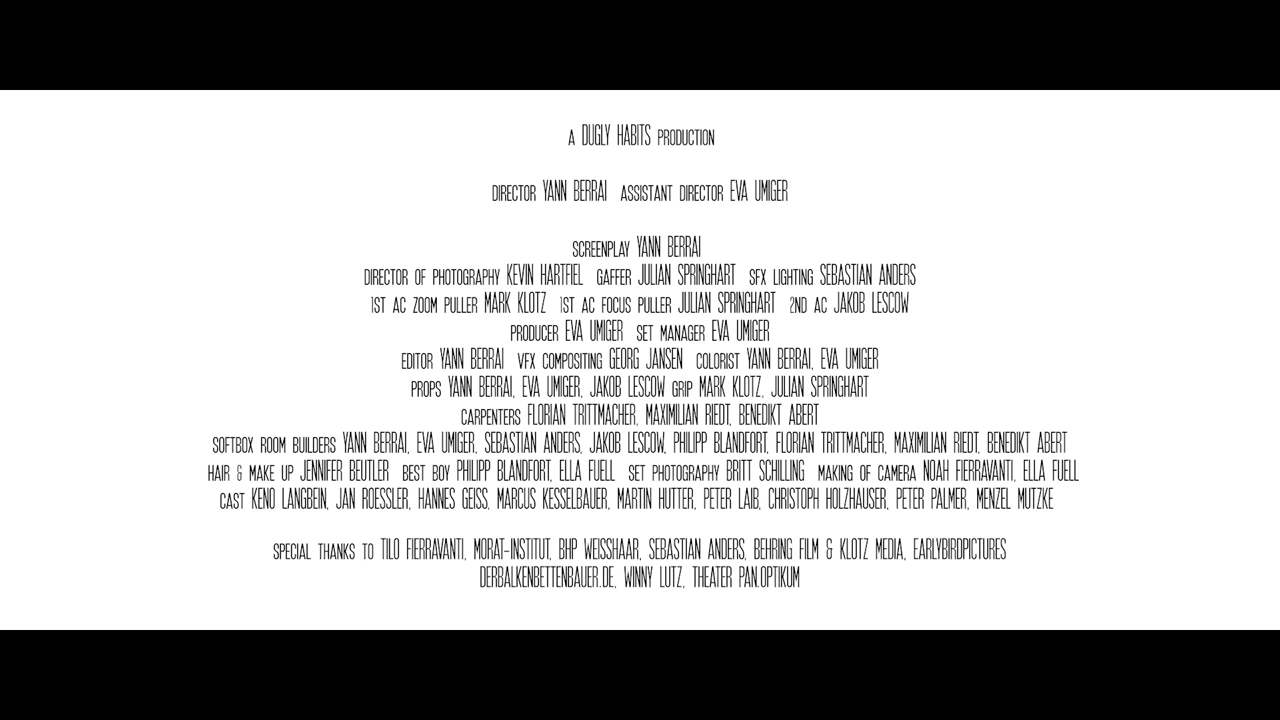 A DUGLY HABITS PRODUCTION
DIRECTOR YANN BERRAI ASSISTANT DIRECTOR EVA UMIGER
SCREENPLAY YANN BERRAI
DIRECTOR OF PHOTOGRAPHY KEVIN HARTFIEL GAFFER JULIAN SPRINGHART SFX LIGHTING SEBASTIAN ANDERS
1ST AC ZOOM PULLER MARK KLOTZ 1ST AC FOCUS PULLER JULIAN SPRINGHART 2ND AC JAKOB LESCOW
PRODUCER EVA UMIGER SET MANAGER EVA UMIGER
EDITOR YANN BERRAI VFX COMPOSITING GEORG JANSEN COLORIST YANN BERRAI, EVA UMIGER
PROPS YANN BERRAI, EVA UMIGER, JAKOB LESCOW GRIP MARK KLOTZ, JULIAN SPRINGHART
CARPENTERS FLORIAN TRITTMACHER, MAXIMILIAN RIEDT, BENEDIKT ABERT
SOFTBOX ROOM BUILDERS YANN BERRAI, EVA UMIGER, SEBASTIAN ANDERS, JAKOB LESCOW, PHILIPP BLANDFORT, FLORIAN TRITTMACHER, MAXIMILIAN RIEDT, BENEDIKT ABERT
HAIR & MAKE UP JENNIFER BEUTLER BEST BOY PHILIPP BLANDFORT, ELLA FUELL SET PHOTOGRAPHY BRITT SCHILLING MAKING OF CAMERA NOAH FIERRAVANTI, ELLA FUELL
CAST KENO LANGBEIN, JAN ROESSLER, HANNES GEISS, MARCUS KESSELBAUER, MARTIN HUTTER, PETER LAIB, CHRISTOPH HOLZHAUSER, PETER PALMER, MENZEL MUTZKE
SPECIAL THANKS TO TILO FIERRAVANTI, MORAT-INSTITUT, BHP WEISSHAAR, SEBASTIAN ANDERS, BEHRING FILM & KLOTZ MEDIA, EARLYBIRDPICTURES
DERBALKENBETTENBAUER.DE, WINNY LUTZ, THEATER PAN.OPTIKUM